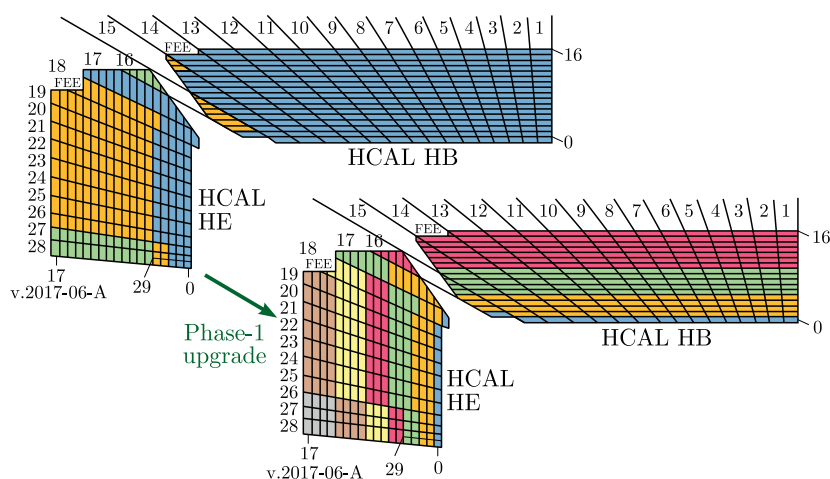 15 14 13 12 11 10 9 8 7 6 5 4 3 2 1
FEE
16
0
HCAL HB
18 17 16
FEE
19
20
21
22
23
24
25
26
27
28
HCAL
HE
17
29
0
v.2017-06-A
Phase-1
upgrade
15 14 13 12 11 10 9 8 7 6 5 4 3 2 1
FEE
16
0
HCAL HB
18 17 16
FEE
19
20
21
22
23
24
25
26
27
28
HCAL
HE
17
29
0
v.2017-06-A